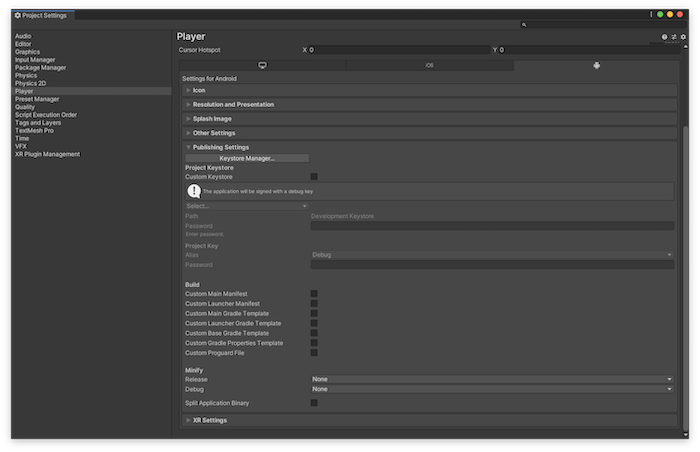 Project Settings
Audio
Editor
Graphics
Input Manager
Package Manager
Physics
Physics 2D
Player
Preset Manager
Quality
Script Execution Order
Tags and Layers
TextMesh Pro
Time
VFX
XR Plugin Management
Player
Cursor Hotspot X 0 Y 0
iOS
Settings for Android
Icon
Resolution and Presentation
Splash Image
Other Settings
Publishing Settings
Keystore Manager...
Project Keystore
Custom Keystore
The application will be signed with a debug key
Select...
Path Development Keystore
Password
Enter password.
Project Key
Alias Debug
Password
Build
Custom Main Manifest
Custom Launcher Manifest
Custom Main Gradle Template
Custom Launcher Gradle Template
Custom Base Gradle Template
Custom Gradle Properties Template
Custom Proguard File
Minify
Release None
Debug None
Split Application Binary
XR Settings